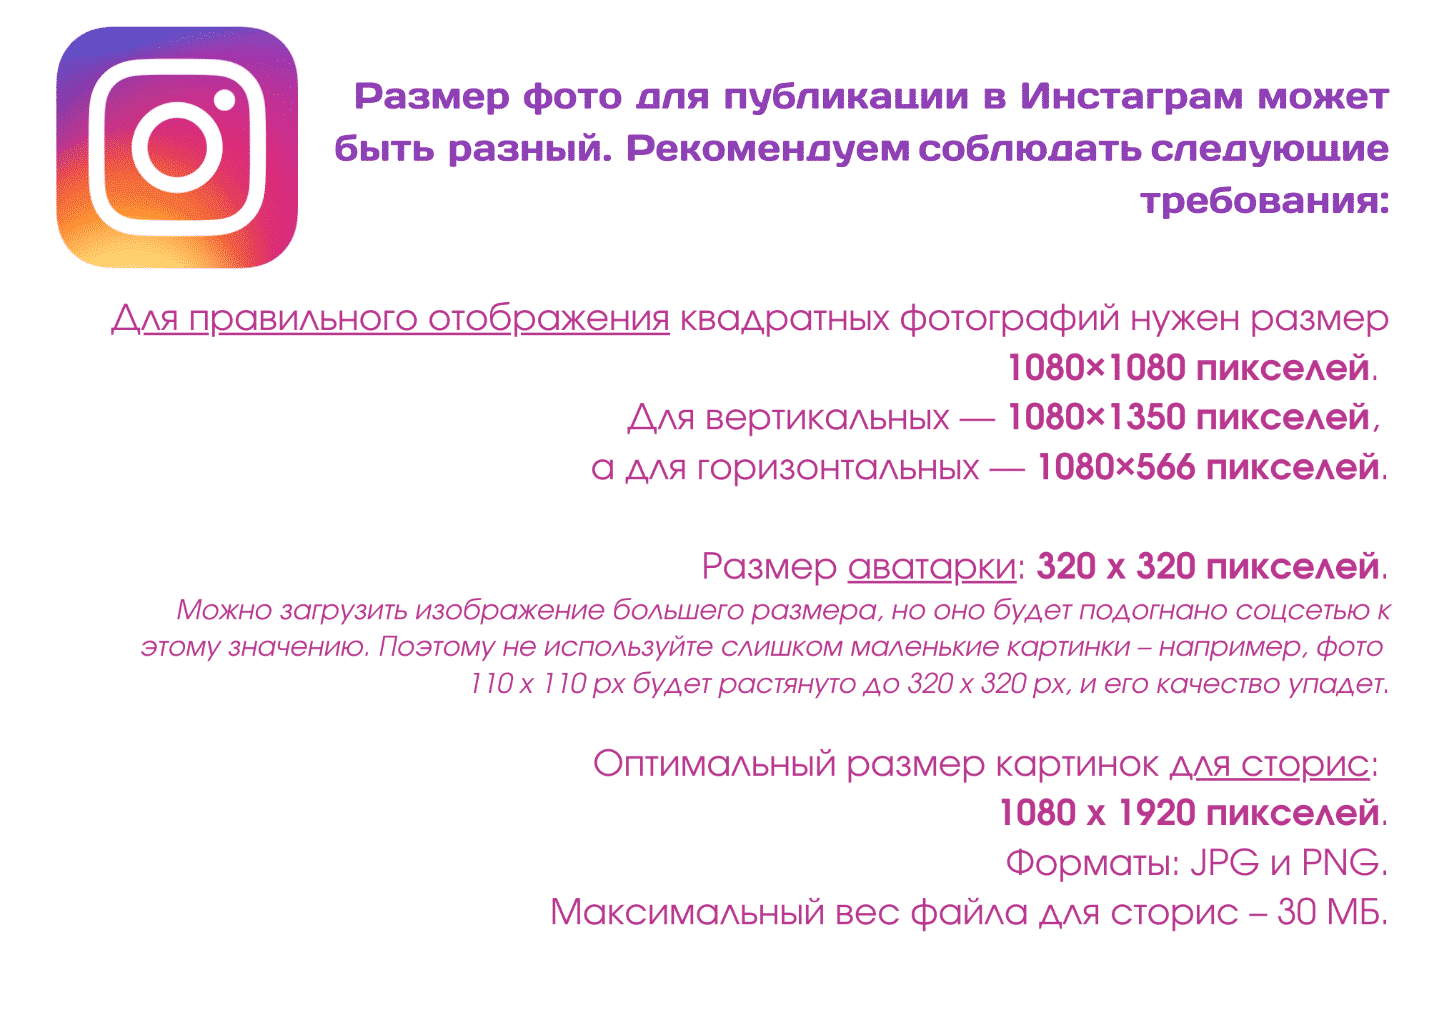 Размер фото для публикации в Инстаграм может
быть разный. Рекомендуем соблюдать следующие
требования:
Для правильного отображения квадратных фотографий нужен размер
1080×1080 пикселей.
Для вертикальных — 1080×1350 пикселей,
а для горизонтальных — 1080×566 пикселей.
Размер аватарки: 320 х 320 пикселей.
Можно загрузить изображение большего размера, но оно будет подогнано соцсетью к
этому значению. Поэтому не используйте слишком маленькие картинки – например, фото
110 х 110 px будет растянуто до 320 х 320 px, и его качество упадет.
Оптимальный размер картинок для сторис:
1080 х 1920 пикселей.
Форматы: JPG и PNG.
Максимальный вес файла для сторис – 30 МБ.